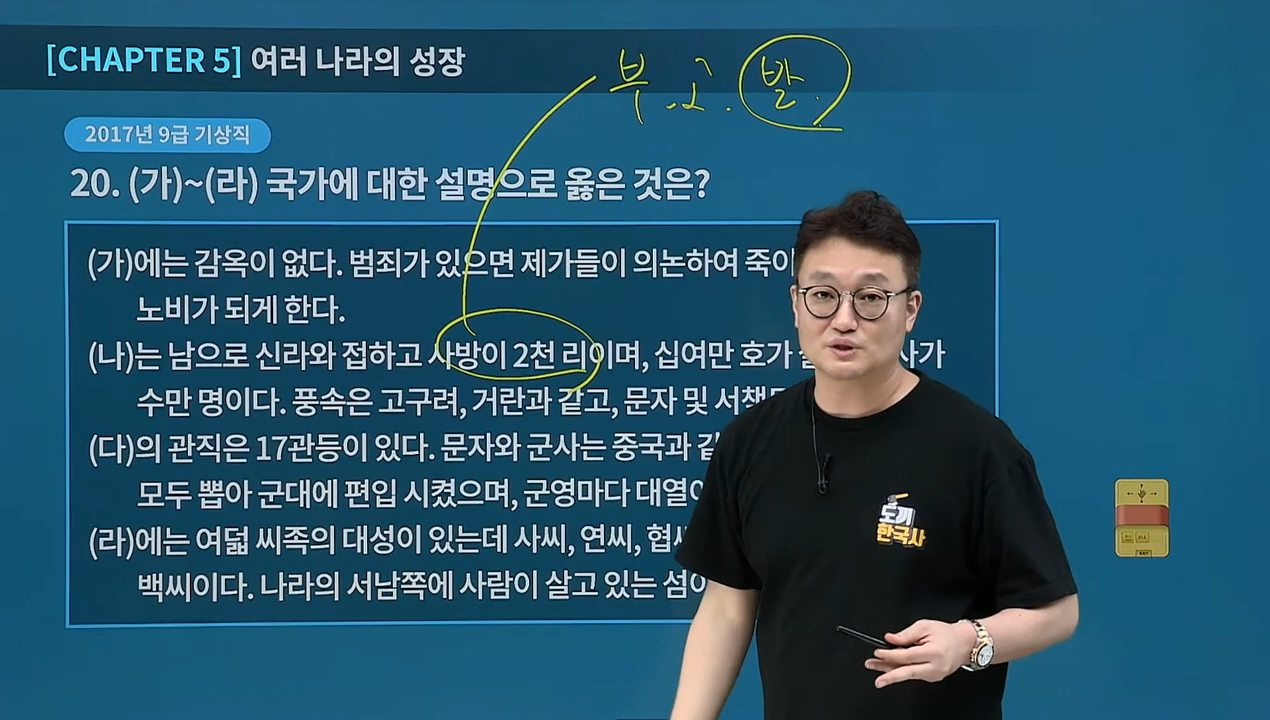 [CHAPTER 5] 여러 나라의 성장
부.고.발.
2017년 9급 기상직
20. (가)~(라) 국가에 대한 설명으로 옳은 것은?
(가)에는 감옥이 없다. 범죄가 있으면 제가들이 의논하여 죽이
노비가 되게 한다.
(나)는 남으로 신라와 접하고 사방이 2천 리이며, 십여만 호가
수만 명이다. 풍속은 고구려, 거란과 같고, 문자 및 서책
(다)의 관직은 17관등이 있다. 문자와 군사는 중국과
모두 뽑아 군대에 편입 시켰으며, 군영마다
(라)에는 여덟 씨족의 대성이 있는데 사씨, 연씨,
백씨이다. 나라의 서남쪽에 사람이 살고 있는 섬이
도끼
한국사